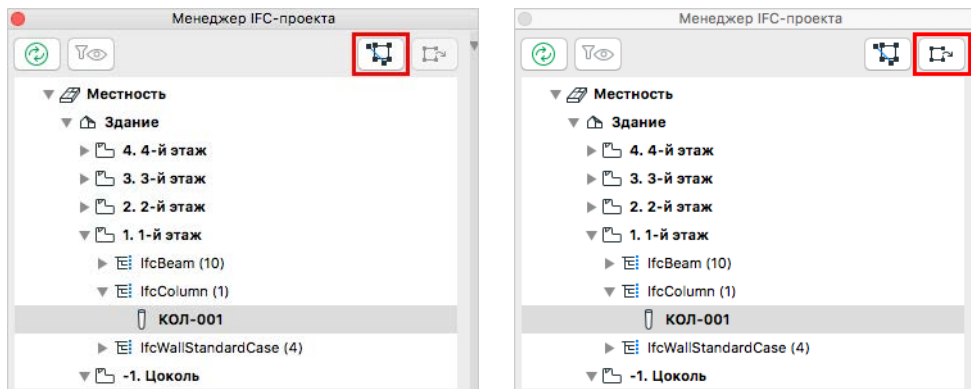 Менеджер IFC-проекта
Местность
Здание
4. 4-й этаж
3. 3-й этаж
2. 2-й этаж
1. 1-й этаж
IfcBeam (10)
IfcColumn (1)
КОЛ-001
IfcWallStandardCase (4)
-1. Цоколь
Менеджер IFC-проекта
Местность
Здание
4. 4-й этаж
3. 3-й этаж
2. 2-й этаж
1. 1-й этаж
IfcBeam (10)
IfcColumn (1)
КОЛ-001
IfcWallStandardCase (4)
-1. Цоколь